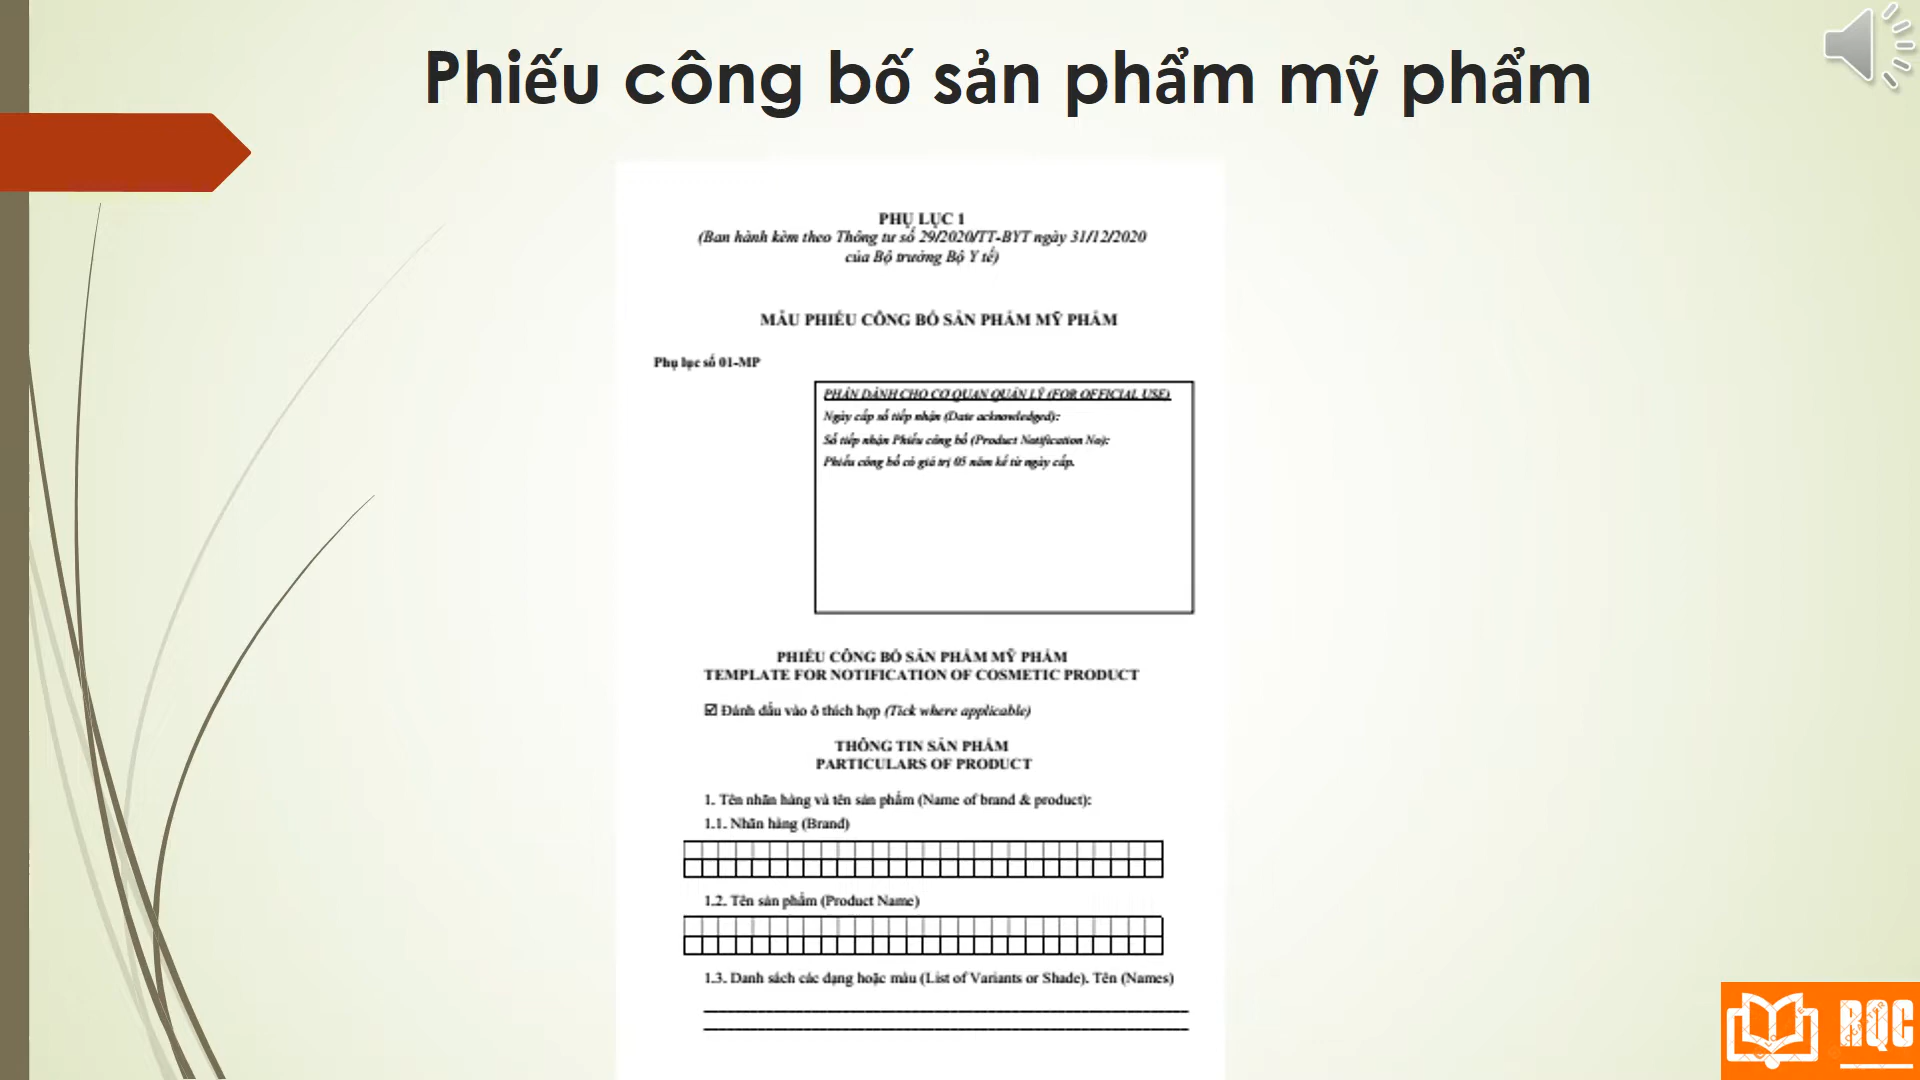 Phiếu công bố sản phẩm mỹ phẩm
PHỤ LỤC 1
(Ban hành kèm theo Thông tư số 29/2020/TT-BYT ngày 31/12/2020
của Bộ trưởng Bộ Y tế)
MẪU PHIẾU CÔNG BỐ SẢN PHẨM MỸ PHẨM
Phụ lục số 01-MP
PHẦN DÀNH CHO CƠ QUAN QUẢN LÝ (FOR OFFICIAL USE)
Ngày cấp số tiếp nhận (Date acknowledged):
Số tiếp nhận Phiếu công bố (Product Notification No):
Phiếu công bố có giá trị 05 năm kể từ ngày cấp.
PHIẾU CÔNG BỐ SẢN PHẨM MỸ PHẨM
TEMPLATE FOR NOTIFICATION OF COSMETIC PRODUCT
☑ Đánh dấu vào ô thích hợp (Tick where applicable)
THÔNG TIN SẢN PHẨM
PARTICULARS OF PRODUCT
1. Tên nhãn hàng và tên sản phẩm (Name of brand & product):
1.1. Nhãn hàng (Brand)
1.2. Tên sản phẩm (Product Name)
1.3. Danh sách các dạng hoặc màu (List of Variants or Shade). Tên (Names)
RQC